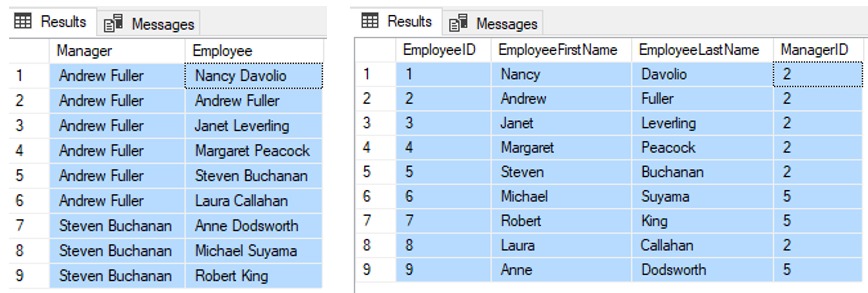 Results Messages
Manager Employee
1 Andrew Fuller Nancy Davolio
2 Andrew Fuller Andrew Fuller
3 Andrew Fuller Janet Leverling
4 Andrew Fuller Margaret Peacock
5 Andrew Fuller Steven Buchanan
6 Andrew Fuller Laura Callahan
7 Steven Buchanan Anne Dodsworth
8 Steven Buchanan Michael Suyama
9 Steven Buchanan Robert King
Results Messages
EmployeeID EmployeeFirstName EmployeeLastName ManagerID
1 1 Nancy Davolio 2
2 2 Andrew Fuller 2
3 3 Janet Leverling 2
4 4 Margaret Peacock 2
5 5 Steven Buchanan 2
6 6 Michael Suyama 5
7 7 Robert King 5
8 8 Laura Callahan 2
9 9 Anne Dodsworth 5